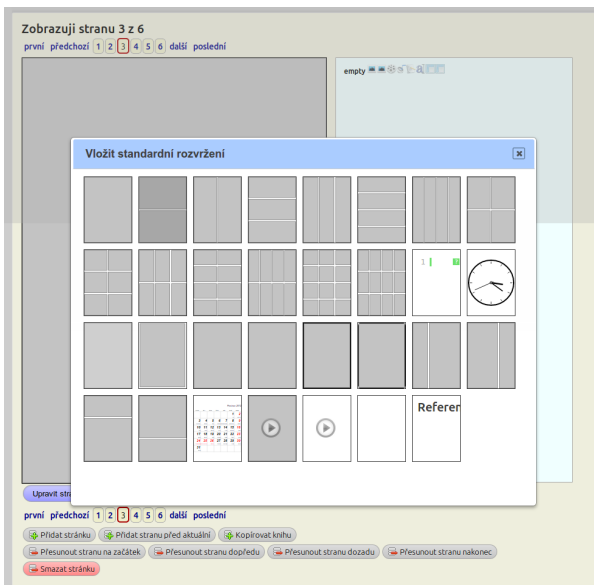 Zobrazuji stranu 3 z 6
první předchozí 1 2 3 4 5 6 další poslední
empty
Vložit standardní rozvržení
1
Referen
Upravit
první předchozí 1 2 3 4 5 6 další poslední
Přidat stránku Přidat stranu před aktuální Kopírovat knihu
Přesunout stranu na začátek Přesunout stranu dopředu Přesunout stranu dozadu Přesunout stranu nakonec
Smazat stránku